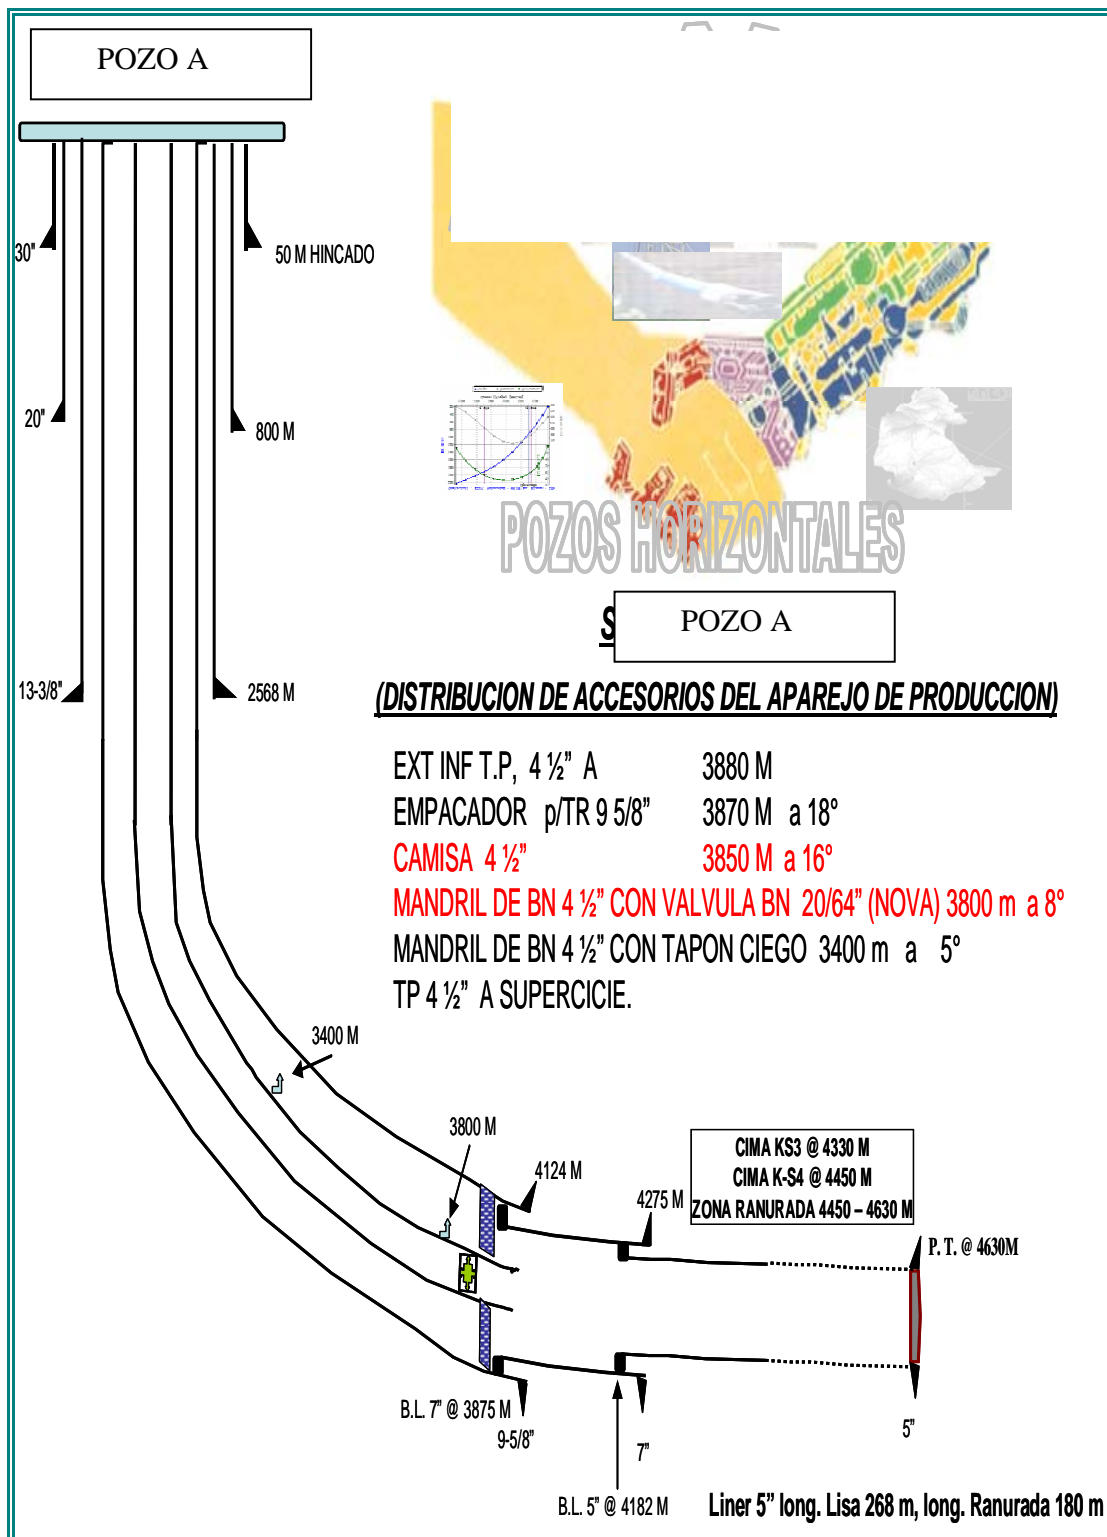 POZO A
30"
50 M HINCADO
20"
800 M
POZOS HORIZONTALES
S
POZO A
13-3/8"
2568 M
(DISTRIBUCION DE ACCESORIOS DEL APAREJO DE PRODUCCION)
EXT INF T.P, 4 ½” A 3880 M
EMPACADOR p/TR 9 5/8” 3870 M a 18°
CAMISA 4 ½” 3850 M a 16°
MANDRIL DE BN 4 ½” CON VALVULA BN 20/64” (NOVA) 3800 m a 8°
MANDRIL DE BN 4 ½” CON TAPON CIEGO 3400 m a 5°
TP 4 ½” A SUPERCICIE.
3400 M
3800 M
4124 M
4275 M
CIMA KS3 @ 4330 M
CIMA K-S4 @ 4450 M
ZONA RANURADA 4450 – 4630 M
P. T. @ 4630M
B.L. 7” @ 3875 M
9-5/8”
7”
5”
B.L. 5” @ 4182 M
Liner 5” long. Lisa 268 m, long. Ranurada 180 m